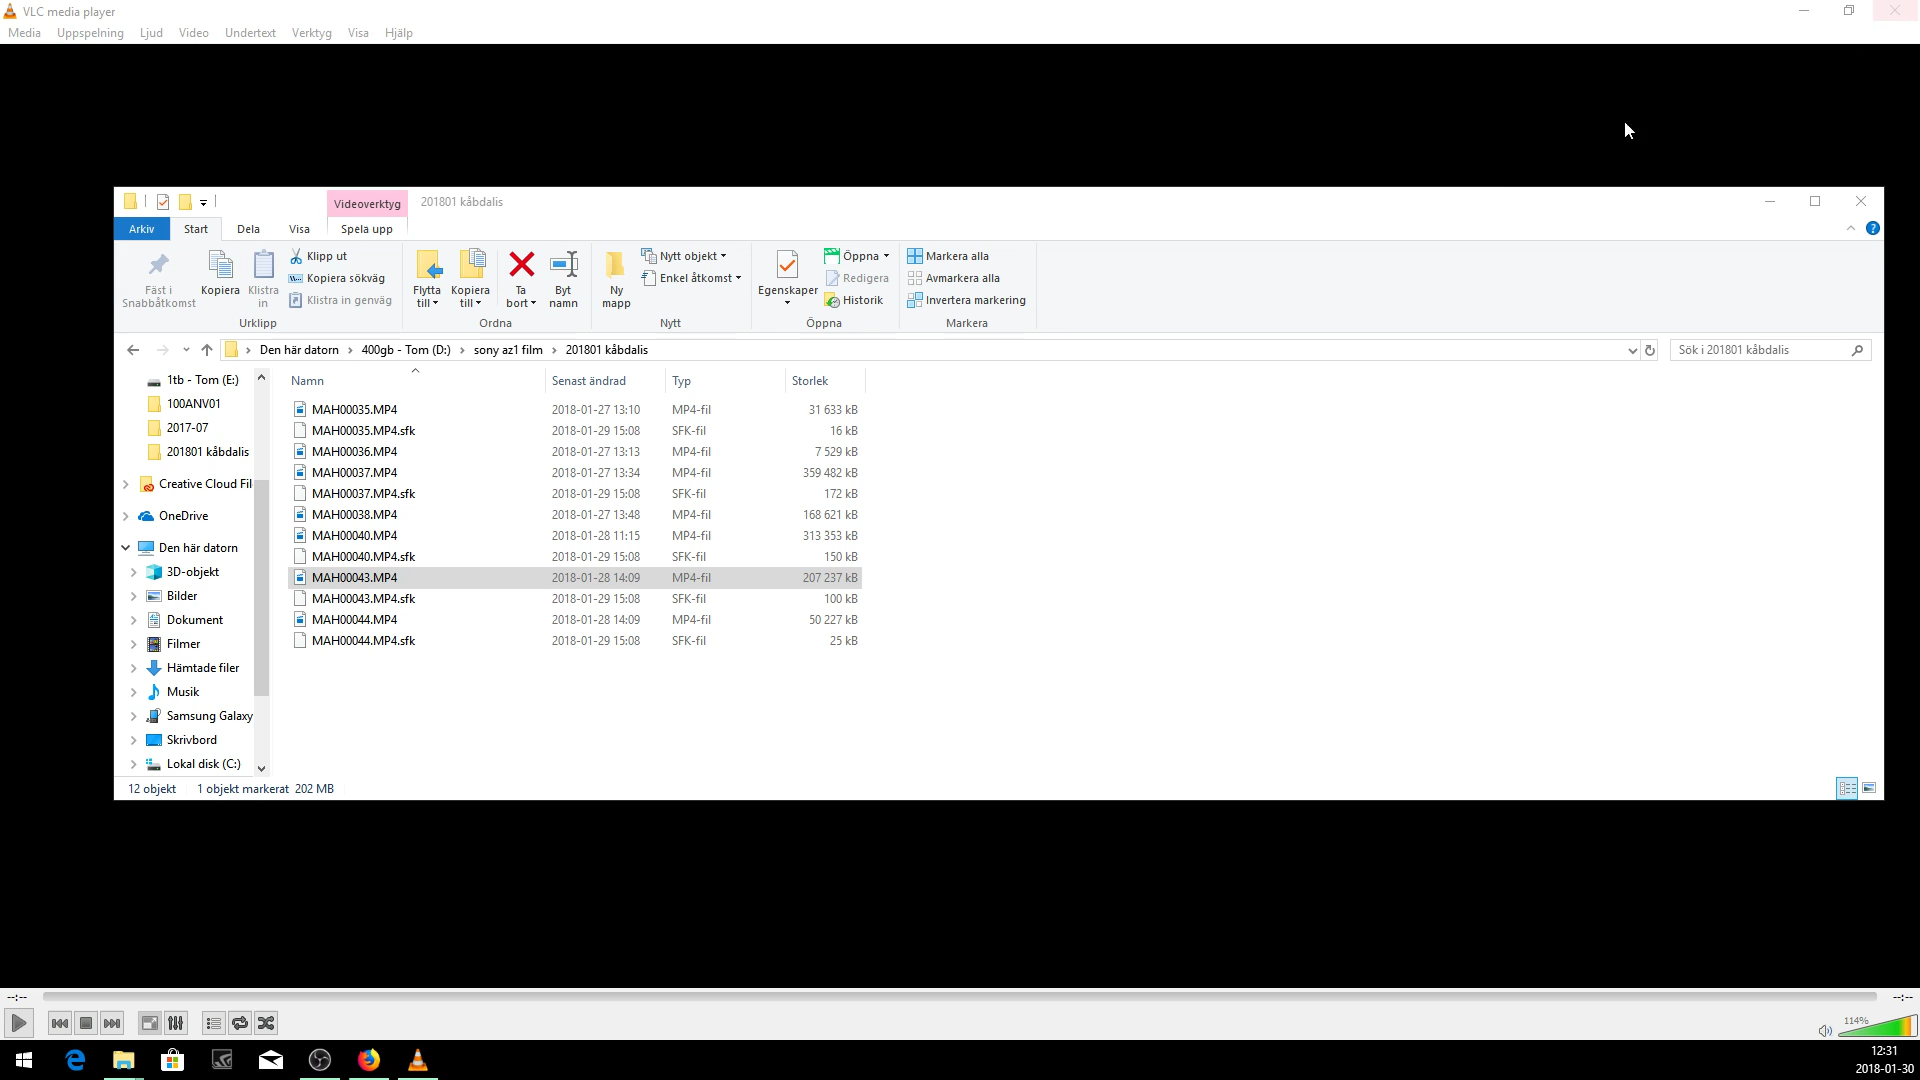 VLC media player
Media Uppspelning Ljud Video Undertext Verktyg Visa Hjälp
Videoverktyg 201801 kåbdalis
Arkiv Start Dela Visa Spela upp
Fäst i Snabbåtkomst
Kopiera
Klistra in
Klipp ut
Kopiera sökväg
Klistra in genväg
Urklipp
Flytta till
Kopiera till
Ta bort
Byt namn
Ordna
Ny mapp
Nytt objekt
Enkel åtkomst
Nytt
Egenskaper
Öppna
Redigera
Historik
Öppna
Markera alla
Avmarkera alla
Invertera markering
Markera
Den här datorn 400gb - Tom (D:) sony az1 film 201801 kåbdalis
Sök i 201801 kåbdalis
1tb - Tom (E:)
100ANV01
2017-07
201801 kåbdalis
Creative Cloud Fil
OneDrive
Den här datorn
3D-objekt
Bilder
Dokument
Filmer
Hämtade filer
Musik
Samsung Galaxy
Skrivbord
Lokal disk (C:)
Namn Senast ändrad Typ Storlek
MAH00035.MP4 2018-01-27 13:10 MP4-fil 31 633 kB
MAH00035.MP4.sfk 2018-01-29 15:08 SFK-fil 16 kB
MAH00036.MP4 2018-01-27 13:13 MP4-fil 7 529 kB
MAH00037.MP4 2018-01-27 13:34 MP4-fil 359 482 kB
MAH00037.MP4.sfk 2018-01-29 15:08 SFK-fil 172 kB
MAH00038.MP4 2018-01-27 13:48 MP4-fil 168 621 kB
MAH00040.MP4 2018-01-28 11:15 MP4-fil 313 353 kB
MAH00040.MP4.sfk 2018-01-29 15:08 SFK-fil 150 kB
MAH00043.MP4 2018-01-28 14:09 MP4-fil 207 237 kB
MAH00043.MP4.sfk 2018-01-29 15:08 SFK-fil 100 kB
MAH00044.MP4 2018-01-28 14:09 MP4-fil 50 227 kB
MAH00044.MP4.sfk 2018-01-29 15:08 SFK-fil 25 kB
12 objekt 1 objekt markerat 202 MB
--:-- --:--
114%
12:31
2018-01-30